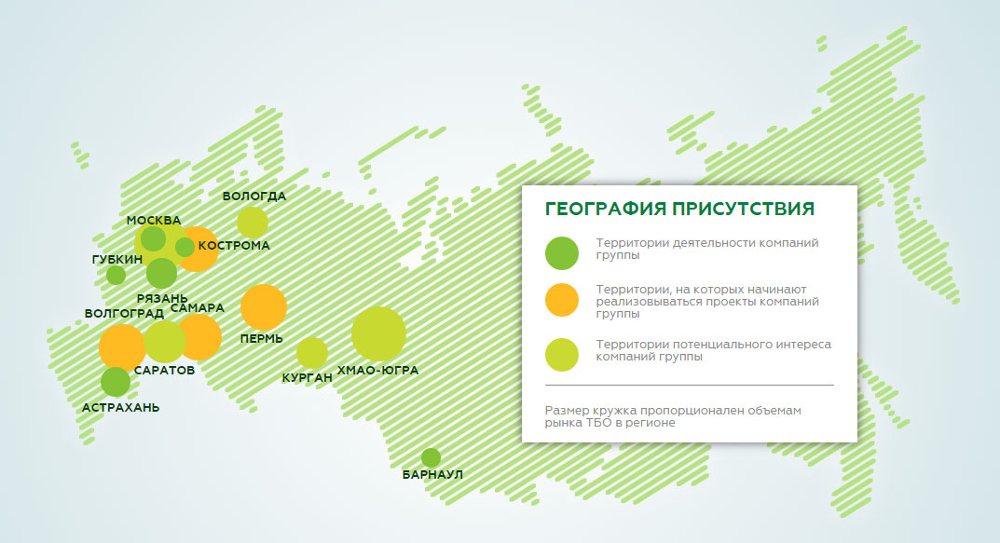 ВОЛОГДА
МОСКВА
КОСТРОМА
ГУБКИН
РЯЗАНЬ
ВОЛГОГРАД
САМАРА
ПЕРМЬ
САРАТОВ
КУРГАН
ХМАО-ЮГРА
АСТРАХАНЬ
БАРНАУЛ
ГЕОГРАФИЯ ПРИСУТСТВИЯ
Территории деятельности компаний
группы
Территории, на которых начинают
реализовываться проекты компаний
группы
Территории потенциального интереса
компаний группы
Размер кружка пропорционален объемам
рынка ТБО в регионе